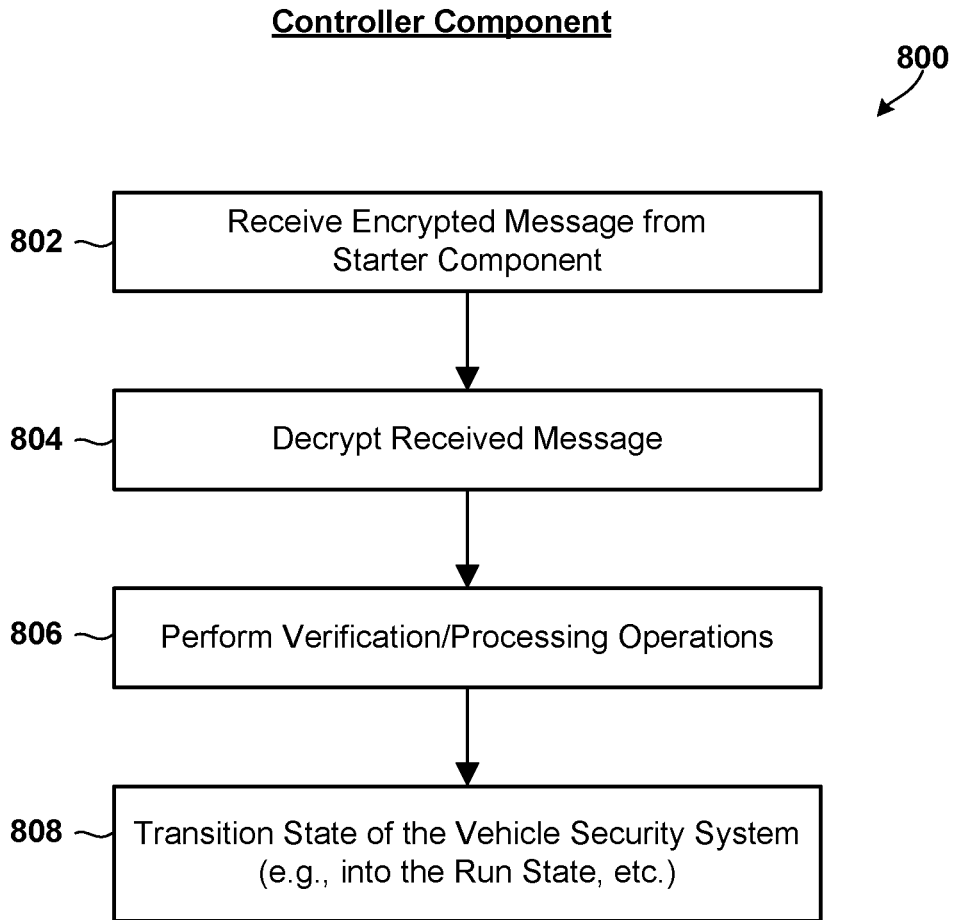 Controller Component
800
802
Receive Encrypted Message from
Starter Component
804
Decrypt Received Message
806
Perform Verification/Processing Operations
808
Transition State of the Vehicle Security System
(e.g., into the Run State, etc.)